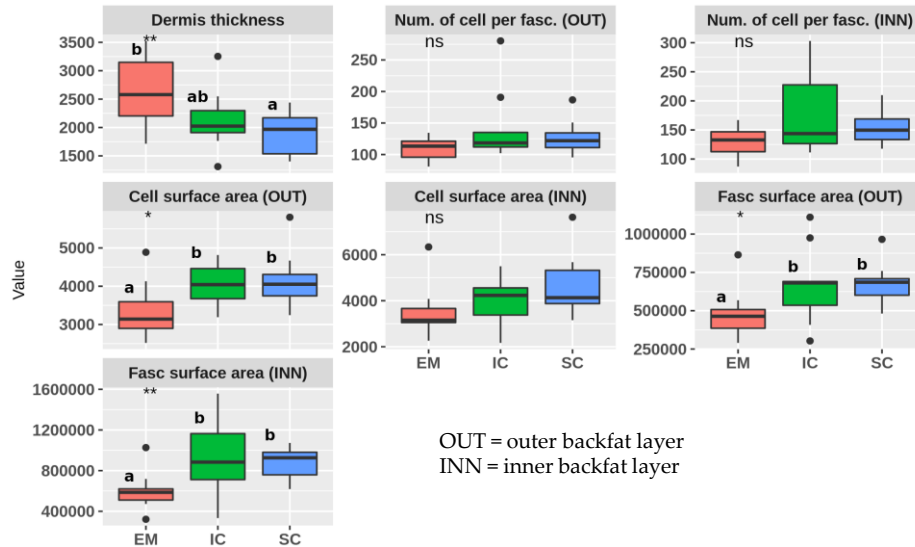 Dermis thickness
Num. of cell per fasc. (OUT)
Num. of cell per fasc. (INN)
3500
3000
2500
2000
1500
**
b
ab
a
250
200
150
100
ns
300
250
200
150
100
ns
Cell surface area (OUT)
Cell surface area (INN)
Fasc surface area (OUT)
Value
5000
4000
3000
*
a
b
b
6000
4000
2000
ns
1000000
750000
500000
250000
*
a
b
b
EM IC SC
EM IC SC
Fasc surface area (INN)
1600000
1200000
800000
400000
**
a
b
b
EM IC SC
OUT = outer backfat layer
INN = inner backfat layer